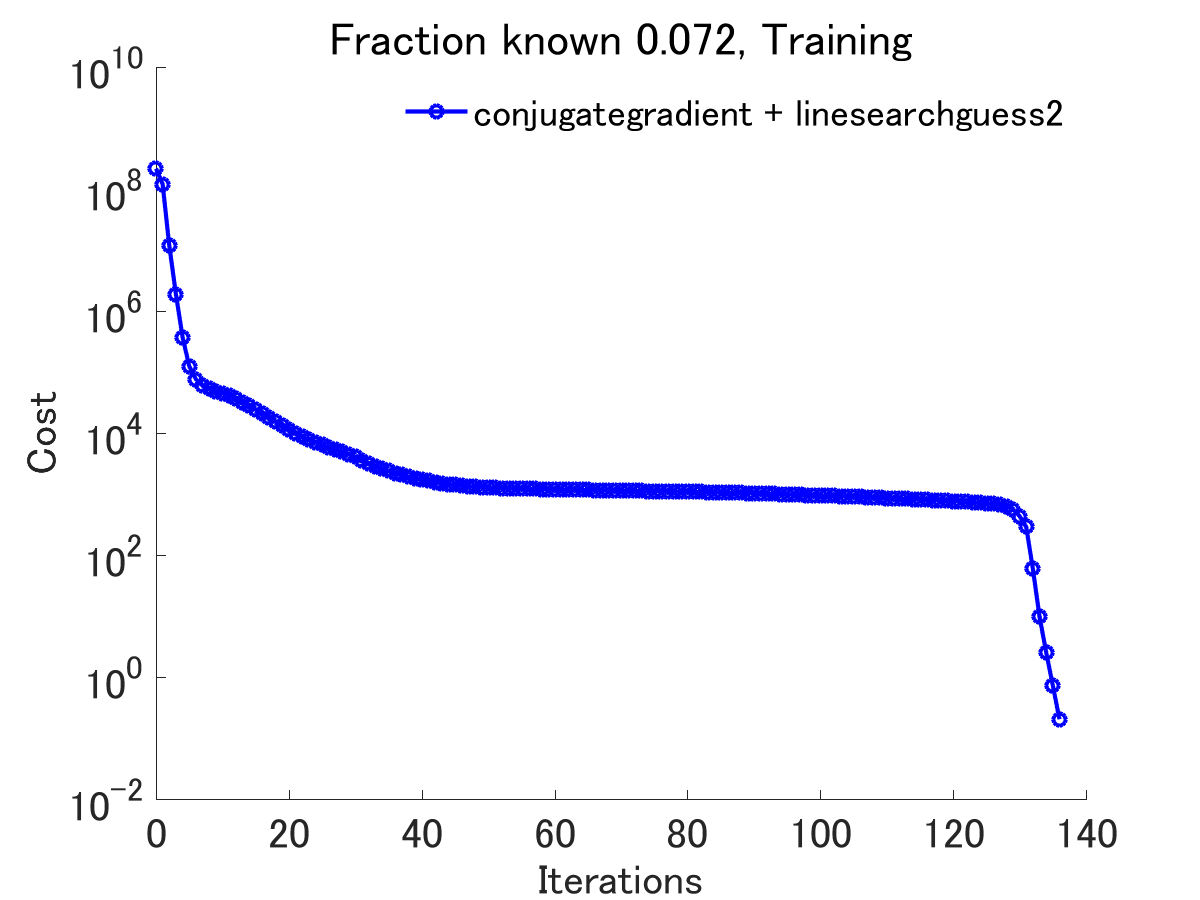 Fraction known 0.072, Training
conjugategradient + linesearchguess2
10^10
10^8
10^6
10^4
10^2
10^0
10^-2
Cost
0 20 40 60 80 100 120 140
Iterations